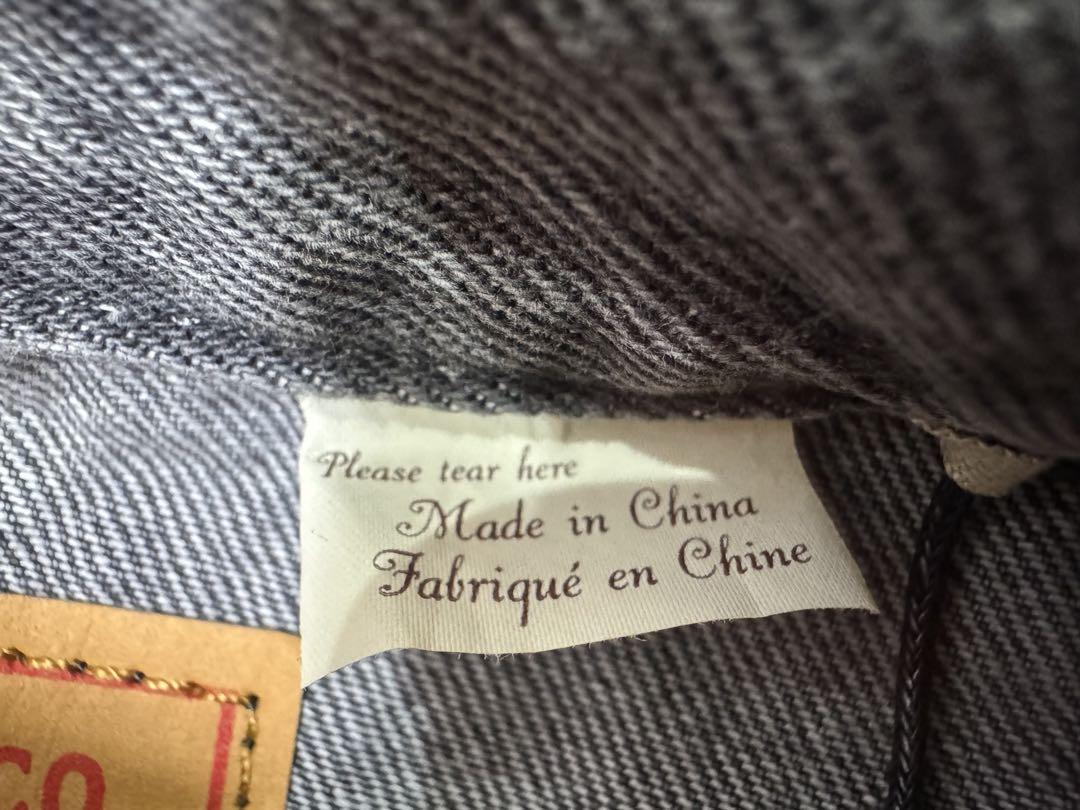 Please tear here
Made in China
Fabriqué en Chine